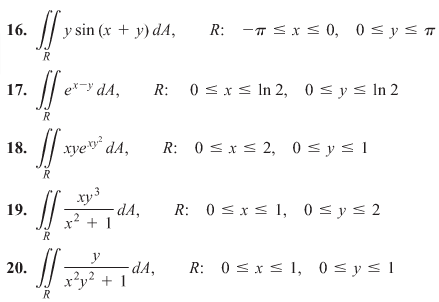 16. ∬_R y sin (x + y) dA, R: −π ≤ x ≤ 0, 0 ≤ y ≤ π
17. ∬_R e^{x−y} dA, R: 0 ≤ x ≤ ln 2, 0 ≤ y ≤ ln 2
18. ∬_R xye^{xy²} dA, R: 0 ≤ x ≤ 2, 0 ≤ y ≤ 1
19. ∬_R xy³/(x² + 1) dA, R: 0 ≤ x ≤ 1, 0 ≤ y ≤ 2
20. ∬_R y/(x²y² + 1) dA, R: 0 ≤ x ≤ 1, 0 ≤ y ≤ 1